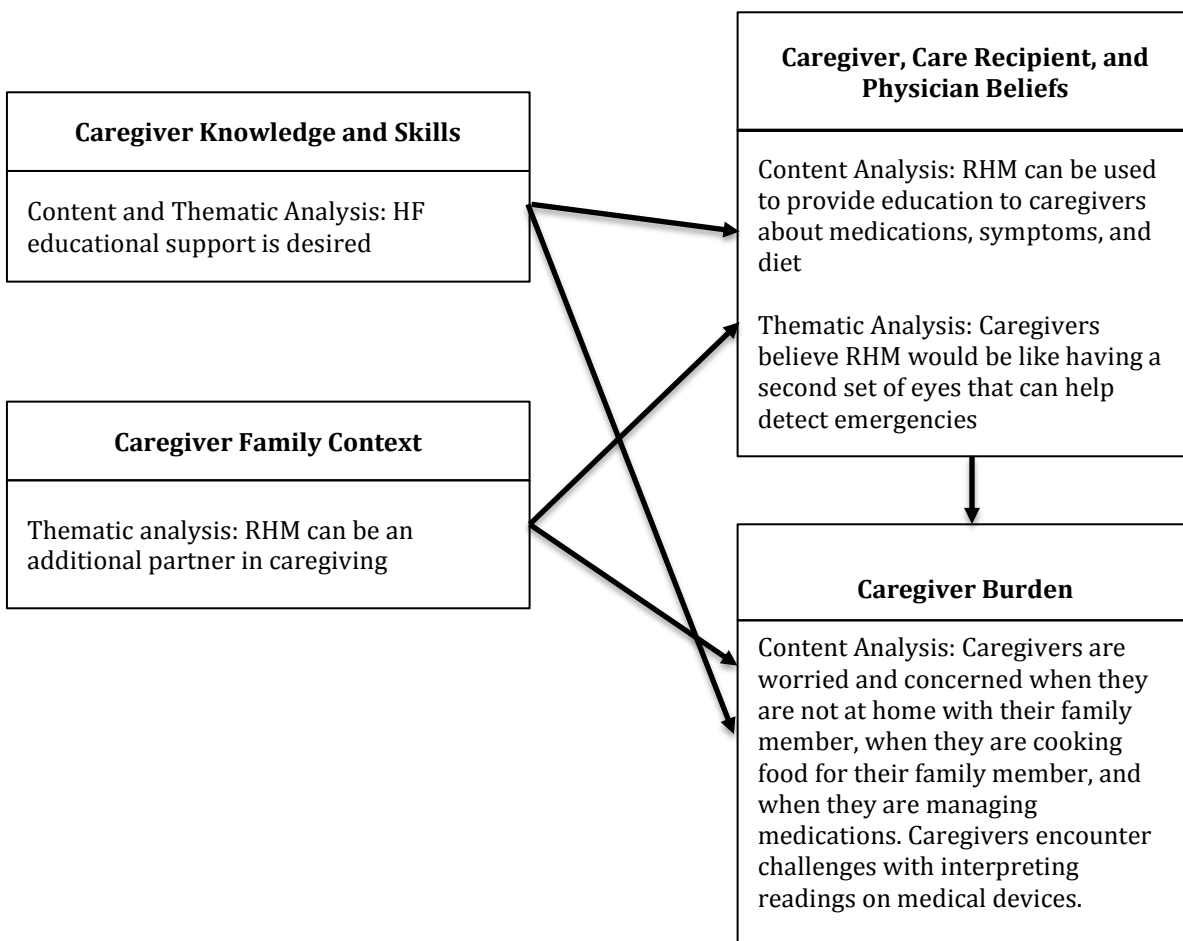 Caregiver Knowledge and Skills
Content and Thematic Analysis: HF
educational support is desired
Caregiver Family Context
Thematic analysis: RHM can be an
additional partner in caregiving
Caregiver, Care Recipient, and
Physician Beliefs
Content Analysis: RHM can be used
to provide education to caregivers
about medications, symptoms, and
diet
Thematic Analysis: Caregivers
believe RHM would be like having a
second set of eyes that can help
detect emergencies
Caregiver Burden
Content Analysis: Caregivers are
worried and concerned when they
are not at home with their family
member, when they are cooking
food for their family member, and
when they are managing
medications. Caregivers encounter
challenges with interpreting
readings on medical devices.